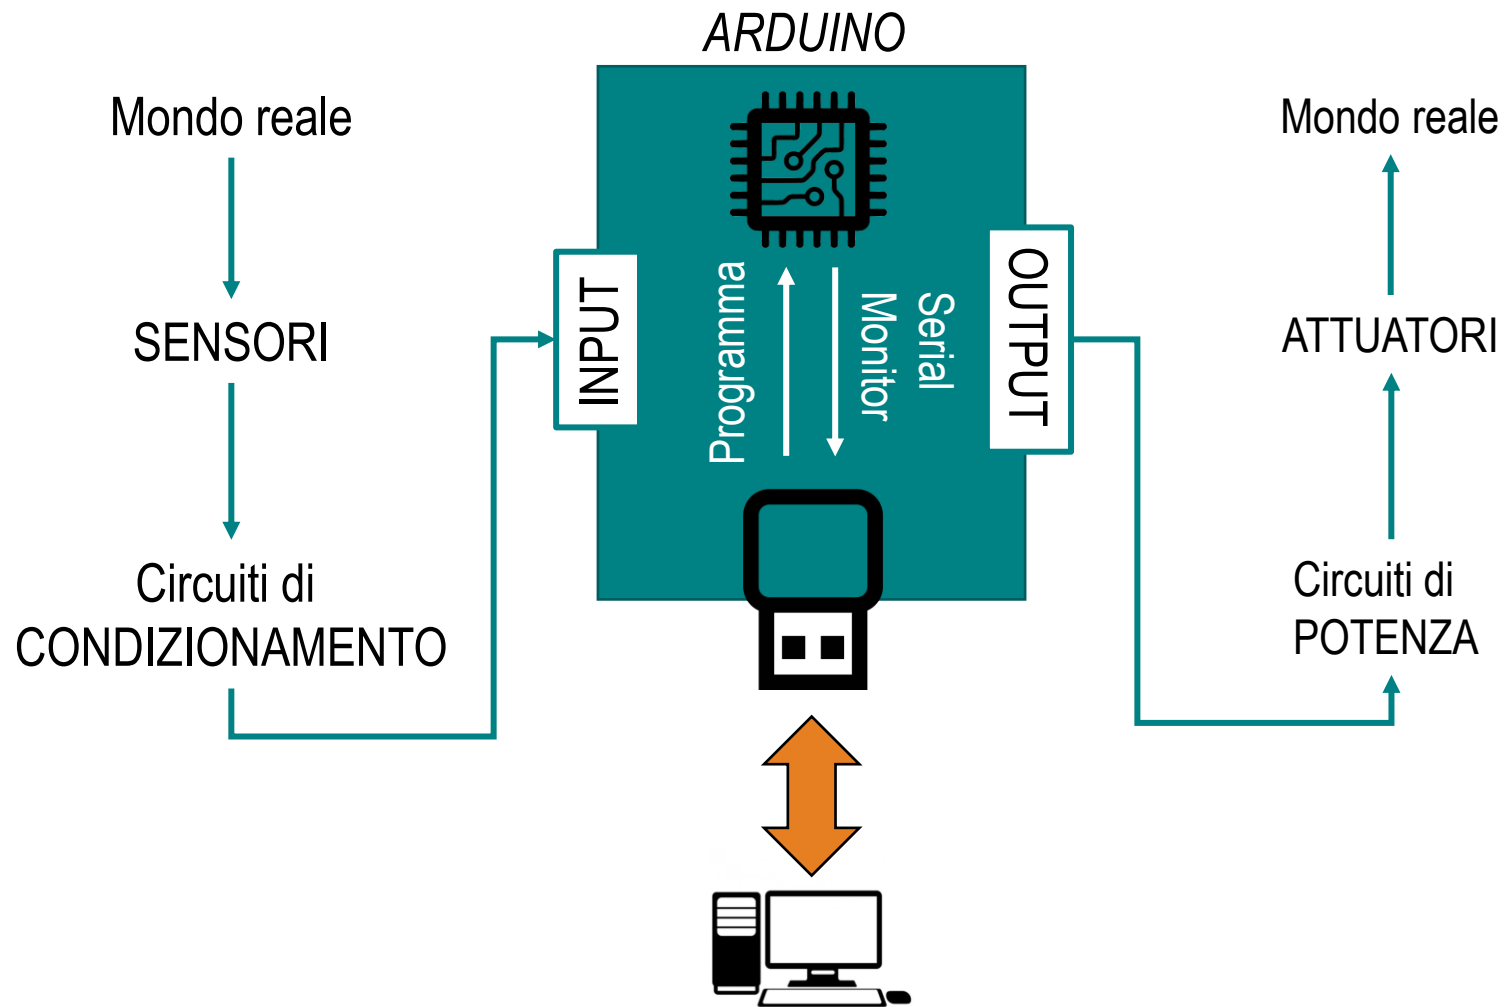 ARDUINO
Mondo reale
SENSORI
Circuiti di
CONDIZIONAMENTO
INPUT
Programma
Serial
Monitor
OUTPUT
Mondo reale
ATTUATORI
Circuiti di
POTENZA